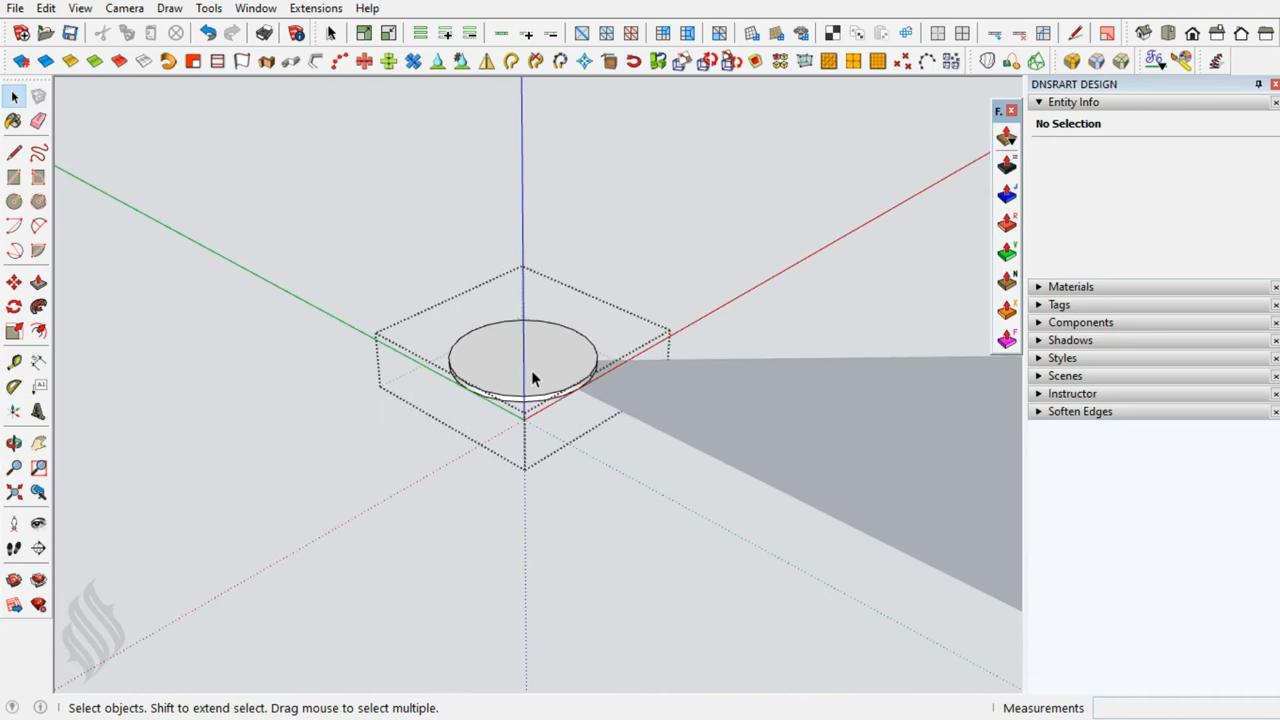 File Edit View Camera Draw Tools Window Extensions Help
DNSRART DESIGN
Entity Info
No Selection
F.
Materials
Tags
Components
Shadows
Styles
Scenes
Instructor
Soften Edges
Select objects. Shift to extend select. Drag mouse to select multiple.
Measurements